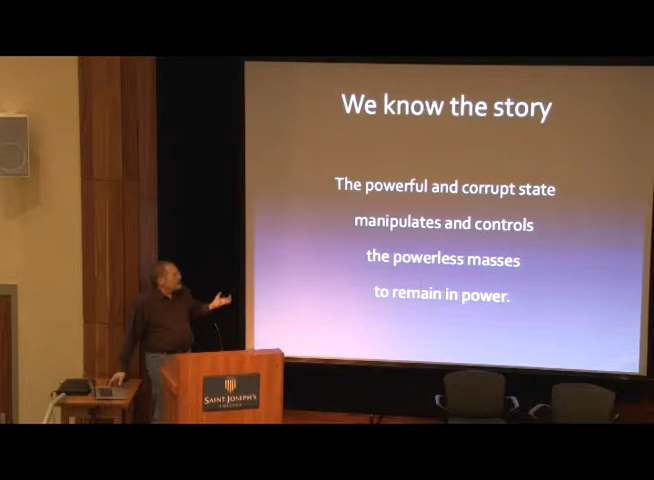 We know the story
The powerful and corrupt state
manipulates and controls
the powerless masses
to remain in power.
SAINT JOSEPH'S
COLLEGE